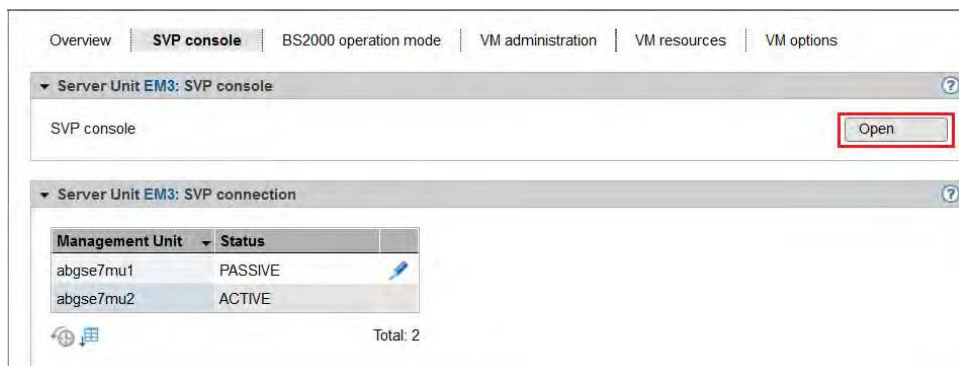 Overview SVP console BS2000 operation mode VM administration VM resources VM options
Server Unit EM3: SVP console ?
SVP console Open
Server Unit EM3: SVP connection ?
Management Unit Status
abgse7mu1 PASSIVE
abgse7mu2 ACTIVE
Total: 2